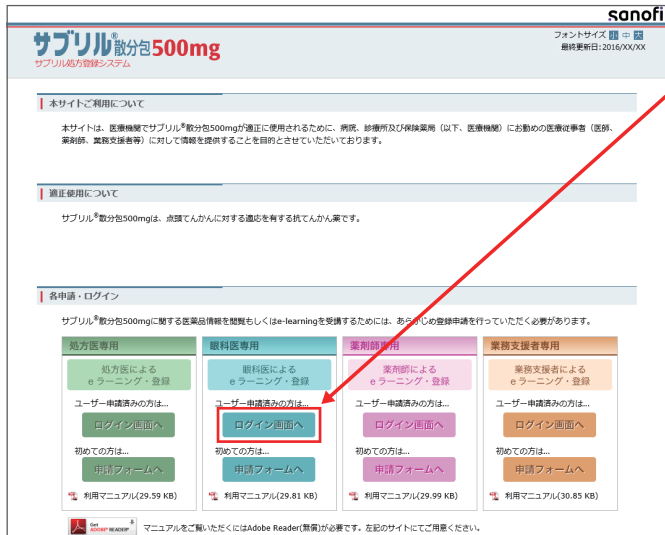 sanofi
サブリル®散分包500mg
サブリル処方登録システム
フォントサイズ 小 中 大
最終更新日:2016/XX/XX
本サイトご利用について
本サイトは、医療機関でサブリル®散分包500mgが適正に使用されるために、病院、診療所及び保険薬局（以下、医療機関）にお勤めの医療従事者（医師、
薬剤師、業務支援者等）に対して情報を提供することを目的とさせていただいております。
適正使用について
サブリル®散分包500mgは、点頭てんかんに対する適応を有する抗てんかん薬です。
各申請・ログイン
サブリル®散分包500mgに関する医薬品情報を閲覧もしくはe-learningを受講するためには、あらかじめ登録申請を行っていただく必要があります。
処方医専用 眼科医専用 薬剤師専用 業務支援者専用
処方医による 眼科医による 薬剤師による 業務支援者による
eラーニング・登録 eラーニング・登録 eラーニング・登録 eラーニング・登録
ユーザー申請済みの方は... ユーザー申請済みの方は... ユーザー申請済みの方は... ユーザー申請済みの方は...
ログイン画面へ ログイン画面へ ログイン画面へ ログイン画面へ
初めての方は... 初めての方は... 初めての方は... 初めての方は...
申請フォームへ 申請フォームへ 申請フォームへ 申請フォームへ
利用マニュアル(29.59 KB) 利用マニュアル(29.81 KB) 利用マニュアル(29.99 KB) 利用マニュアル(30.85 KB)
Get ADOBE® READER® マニュアルをご覧いただくにはAdobe Reader(無償)が必要です。左記のサイトにてご用意ください。